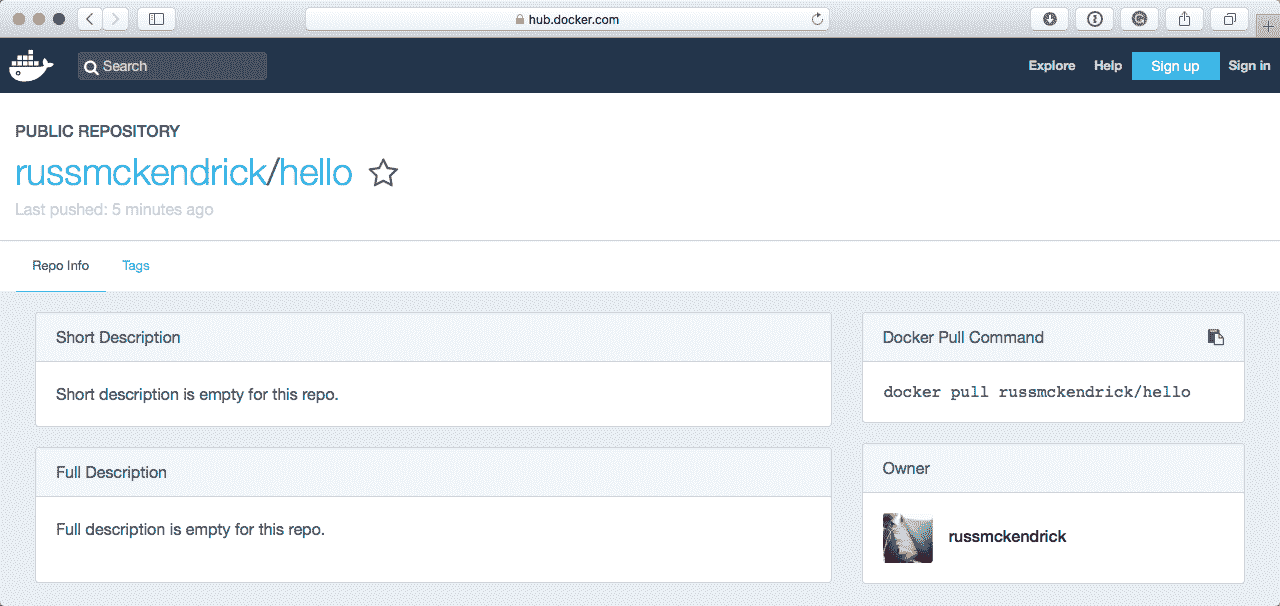 hub.docker.com
Search
Explore Help Sign up Sign in
PUBLIC REPOSITORY
russmckendrick/hello
Last pushed: 5 minutes ago
Repo Info Tags
Short Description
Short description is empty for this repo.
Full Description
Full description is empty for this repo.
Docker Pull Command
docker pull russmckendrick/hello
Owner
russmckendrick